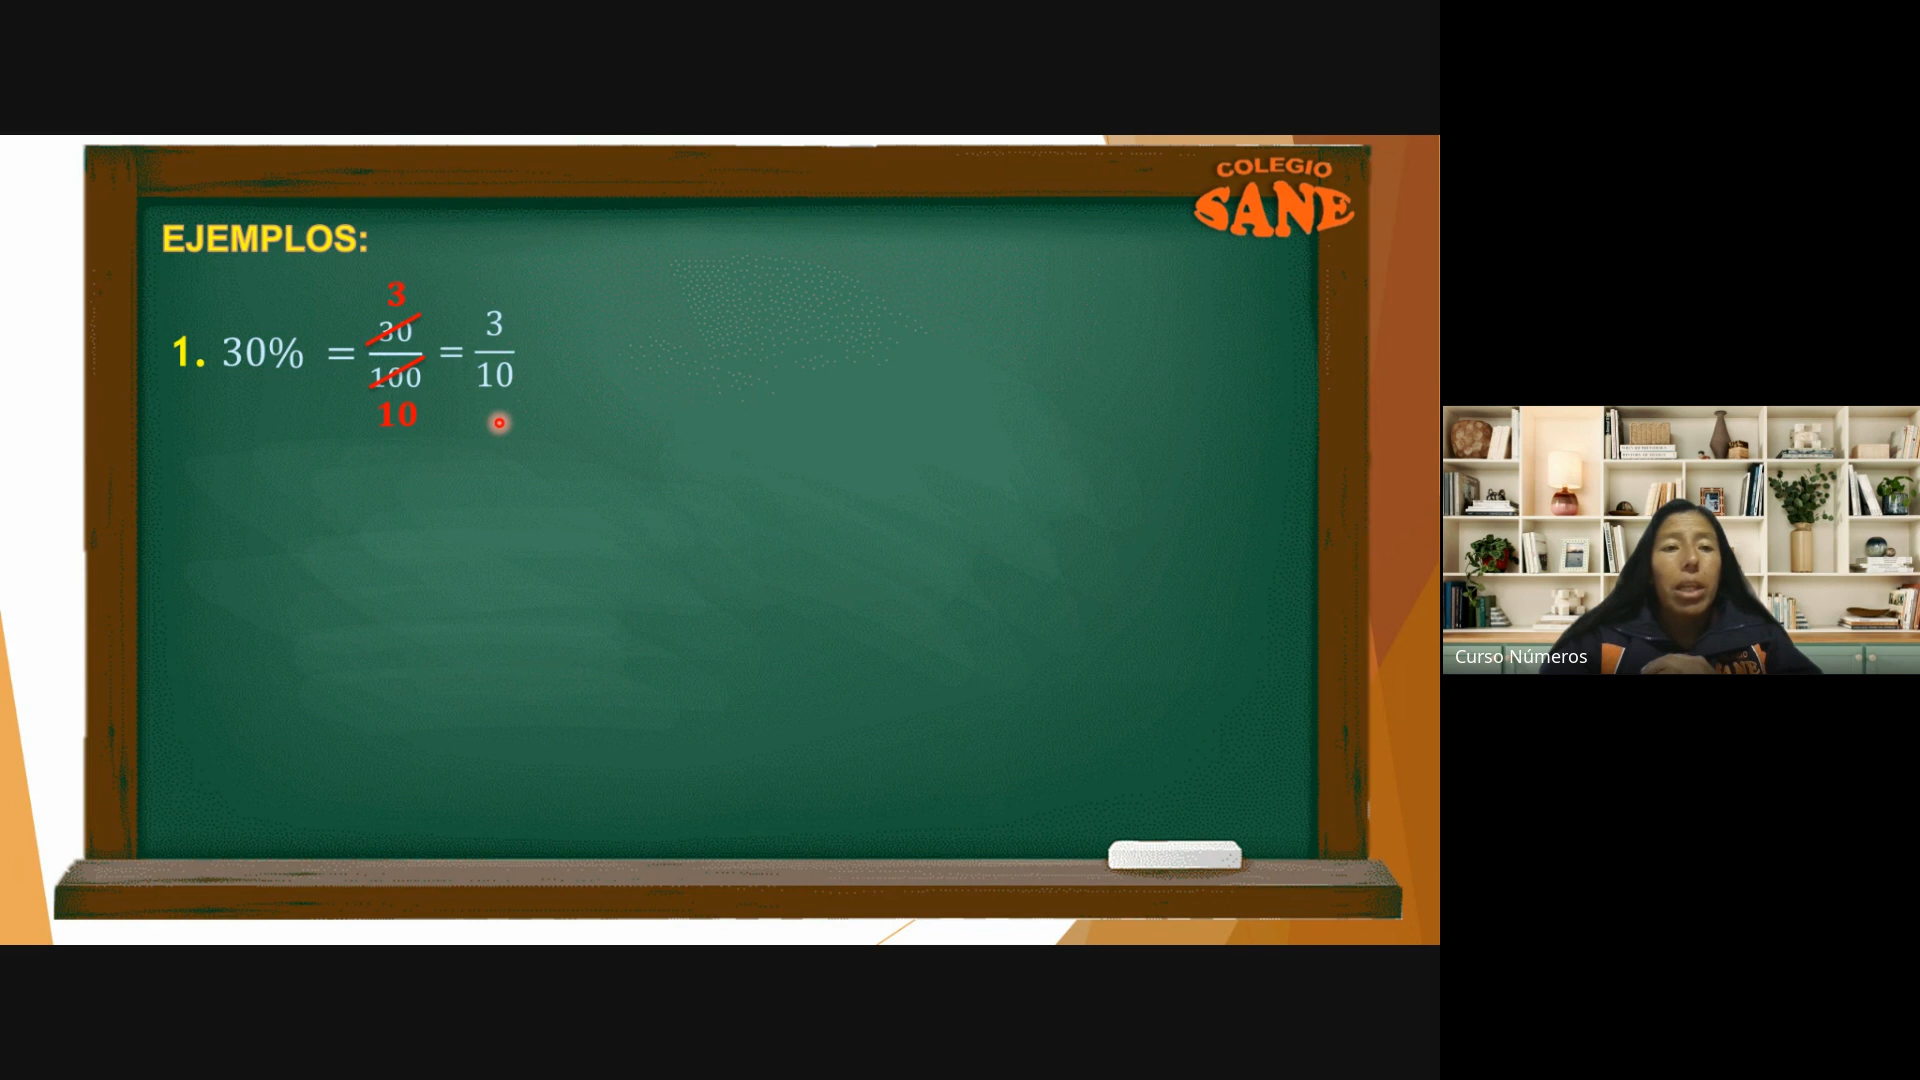 COLEGIO
SANE
EJEMPLOS:
1. 30% = 30/100 = 3/10
3
10
Curso Números